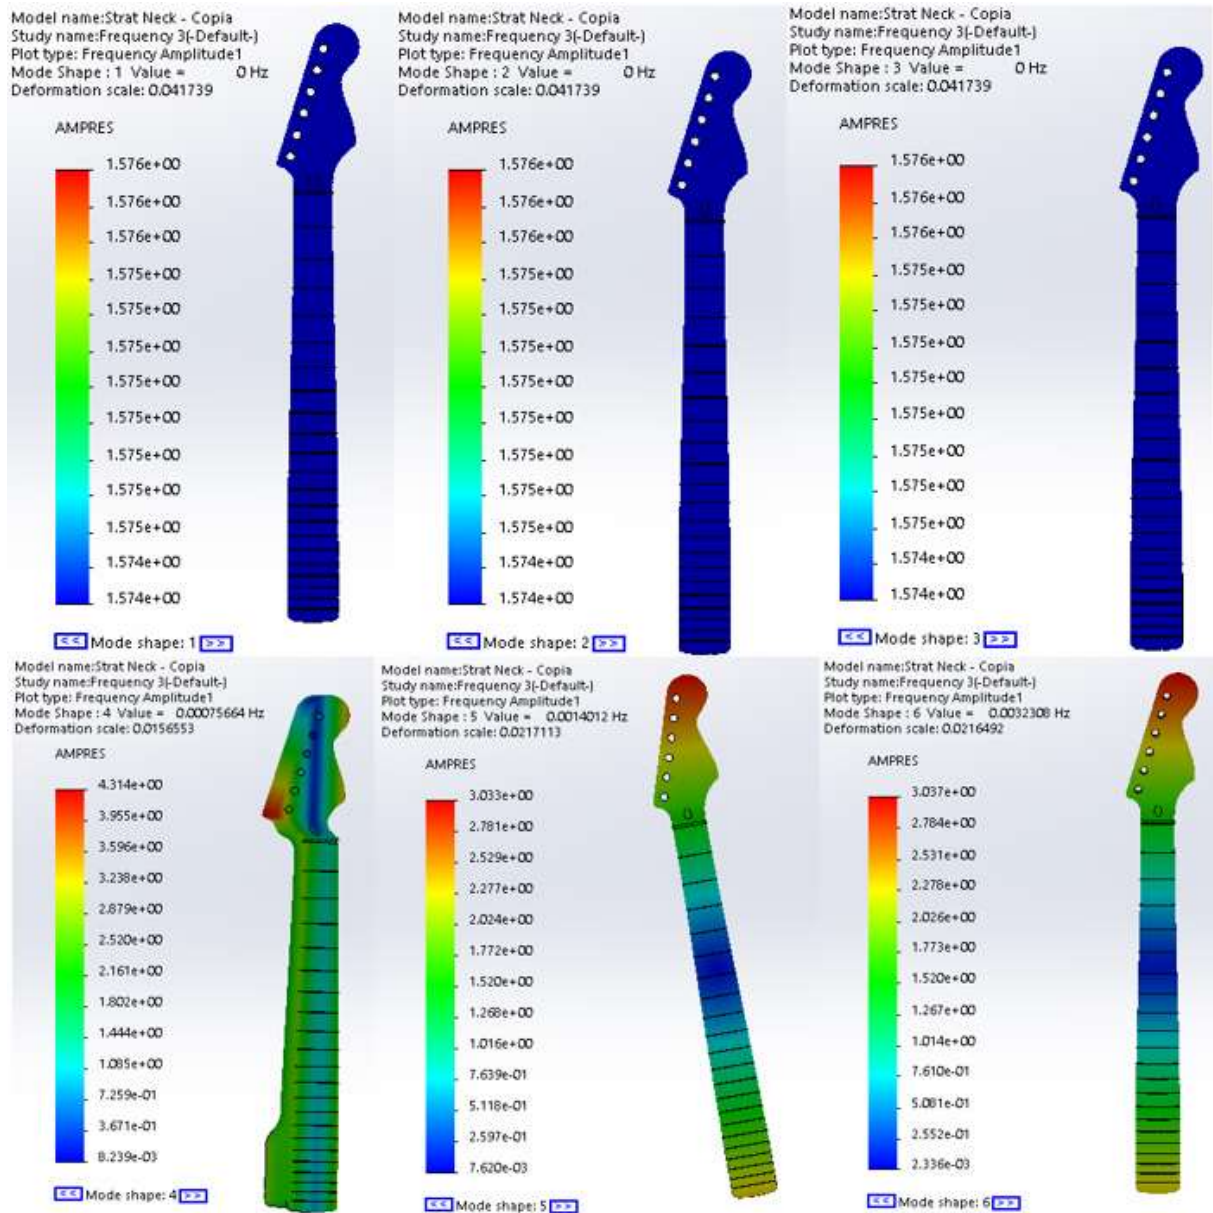 Model name:Strat Neck - Copia
Study name:Frequency 3(-Default-)
Plot type: Frequency Amplitude1
Mode Shape : 1 Value = 0 Hz
Deformation scale: 0.041739
AMPRES
1.576e+00
1.576e+00
1.576e+00
1.575e+00
1.575e+00
1.575e+00
1.575e+00
1.575e+00
1.575e+00
1.575e+00
1.575e+00
1.574e+00
1.574e+00
<< Mode shape: 1 >>
Model name:Strat Neck - Copia
Study name:Frequency 3(-Default-)
Plot type: Frequency Amplitude1
Mode Shape : 2 Value = 0 Hz
Deformation scale: 0.041739
AMPRES
1.576e+00
1.576e+00
1.576e+00
1.575e+00
1.575e+00
1.575e+00
1.575e+00
1.575e+00
1.575e+00
1.575e+00
1.575e+00
1.574e+00
1.574e+00
<< Mode shape: 2 >>
Model name:Strat Neck - Copia
Study name:Frequency 3(-Default-)
Plot type: Frequency Amplitude1
Mode Shape : 3 Value = 0 Hz
Deformation scale: 0.041739
AMPRES
1.576e+00
1.576e+00
1.576e+00
1.575e+00
1.575e+00
1.575e+00
1.575e+00
1.575e+00
1.575e+00
1.575e+00
1.575e+00
1.574e+00
1.574e+00
<< Mode shape: 3 >>
Model name:Strat Neck - Copia
Study name:Frequency 3(-Default-)
Plot type: Frequency Amplitude1
Mode Shape : 4 Value = 0.00075664 Hz
Deformation scale: 0.0156553
AMPRES
4.314e+00
3.955e+00
3.596e+00
3.238e+00
2.879e+00
2.520e+00
2.161e+00
1.802e+00
1.444e+00
1.085e+00
7.259e-01
3.671e-01
8.239e-03
<< Mode shape: 4 >>
Model name:Strat Neck - Copia
Study name:Frequency 3(-Default-)
Plot type: Frequency Amplitude1
Mode Shape : 5 Value = 0.0014012 Hz
Deformation scale: 0.0217113
AMPRES
3.033e+00
2.781e+00
2.529e+00
2.277e+00
2.024e+00
1.772e+00
1.520e+00
1.268e+00
1.016e+00
7.639e-01
5.118e-01
2.597e-01
7.620e-03
<< Mode shape: 5 >>
Model name:Strat Neck - Copia
Study name:Frequency 3(-Default-)
Plot type: Frequency Amplitude1
Mode Shape : 6 Value = 0.0032308 Hz
Deformation scale: 0.0216492
AMPRES
3.037e+00
2.784e+00
2.531e+00
2.278e+00
2.026e+00
1.773e+00
1.520e+00
1.267e+00
1.014e+00
7.610e-01
5.081e-01
2.552e-01
2.336e-03
<< Mode shape: 6 >>